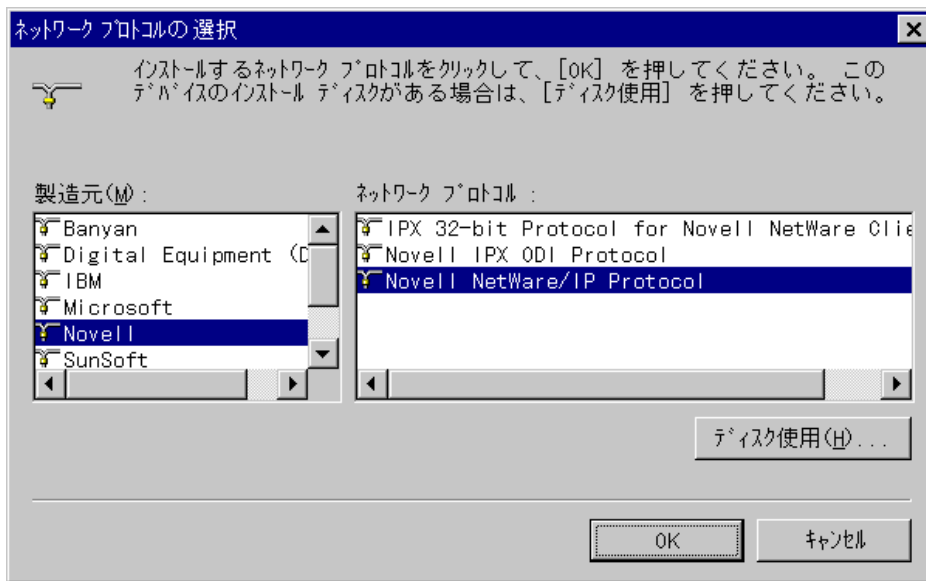 ネットワーク プロトコルの選択
インストールするネットワーク プロトコルをクリックして、[OK] を押してください。 この
デバイスのインストール ディスクがある場合は、[ディスク使用] を押してください。
製造元(M) :
ネットワーク プロトコル :
Banyan
Digital Equipment (D
IBM
Microsoft
Novell
SunSoft
IPX 32-bit Protocol for Novell NetWare Clie
Novell IPX ODI Protocol
Novell NetWare/IP Protocol
ディスク使用(H)...
OK
キャンセル